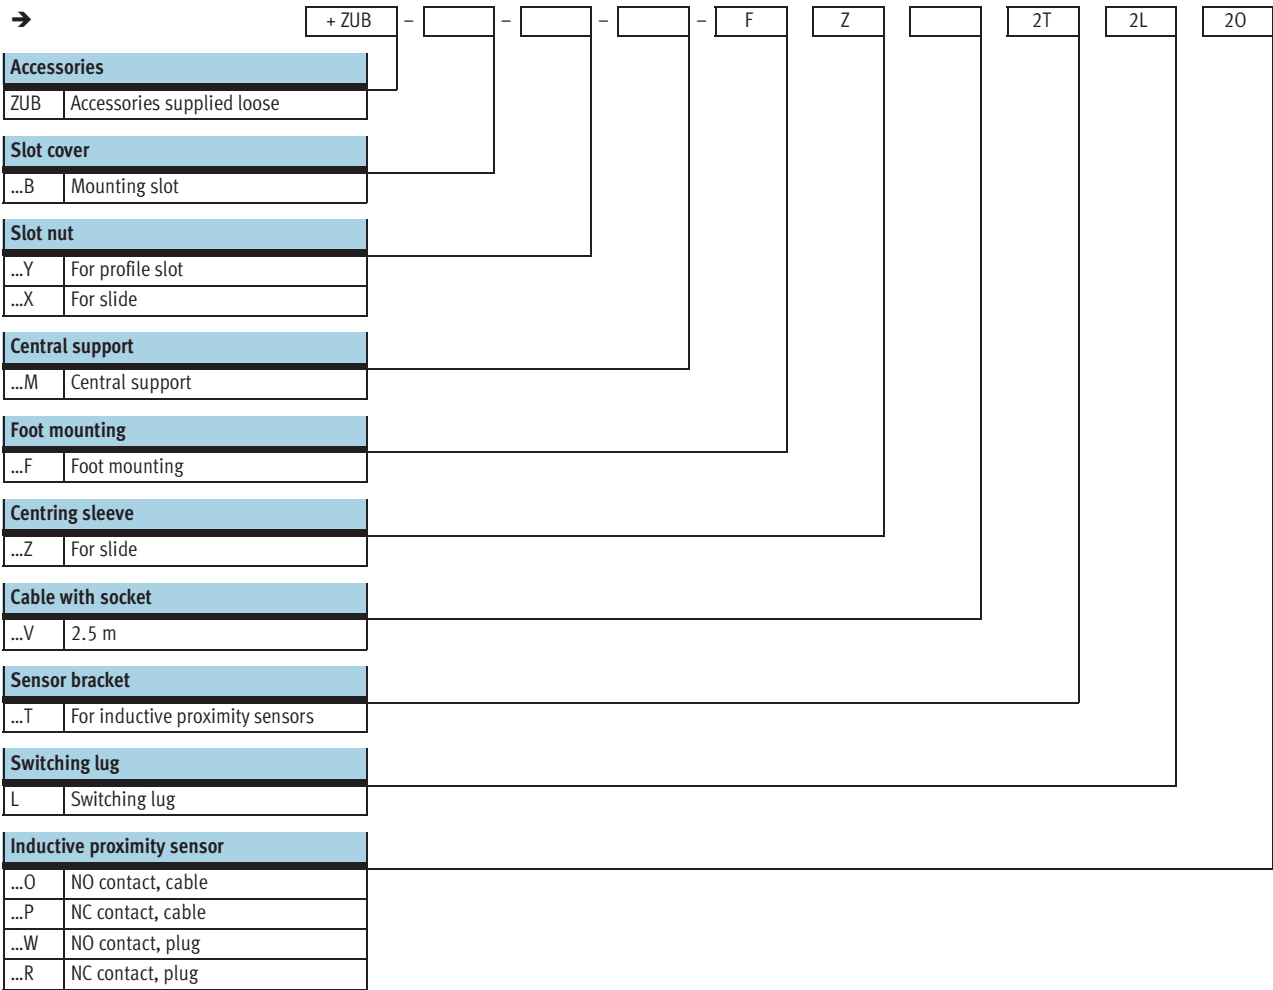 ➔ + ZUB – – – – F Z 2T 2L 2O
Accessories
ZUB Accessories supplied loose
Slot cover
...B Mounting slot
Slot nut
...Y For profile slot
...X For slide
Central support
...M Central support
Foot mounting
...F Foot mounting
Centring sleeve
...Z For slide
Cable with socket
...V 2.5 m
Sensor bracket
...T For inductive proximity sensors
Switching lug
L Switching lug
Inductive proximity sensor
...O NO contact, cable
...P NC contact, cable
...W NO contact, plug
...R NC contact, plug